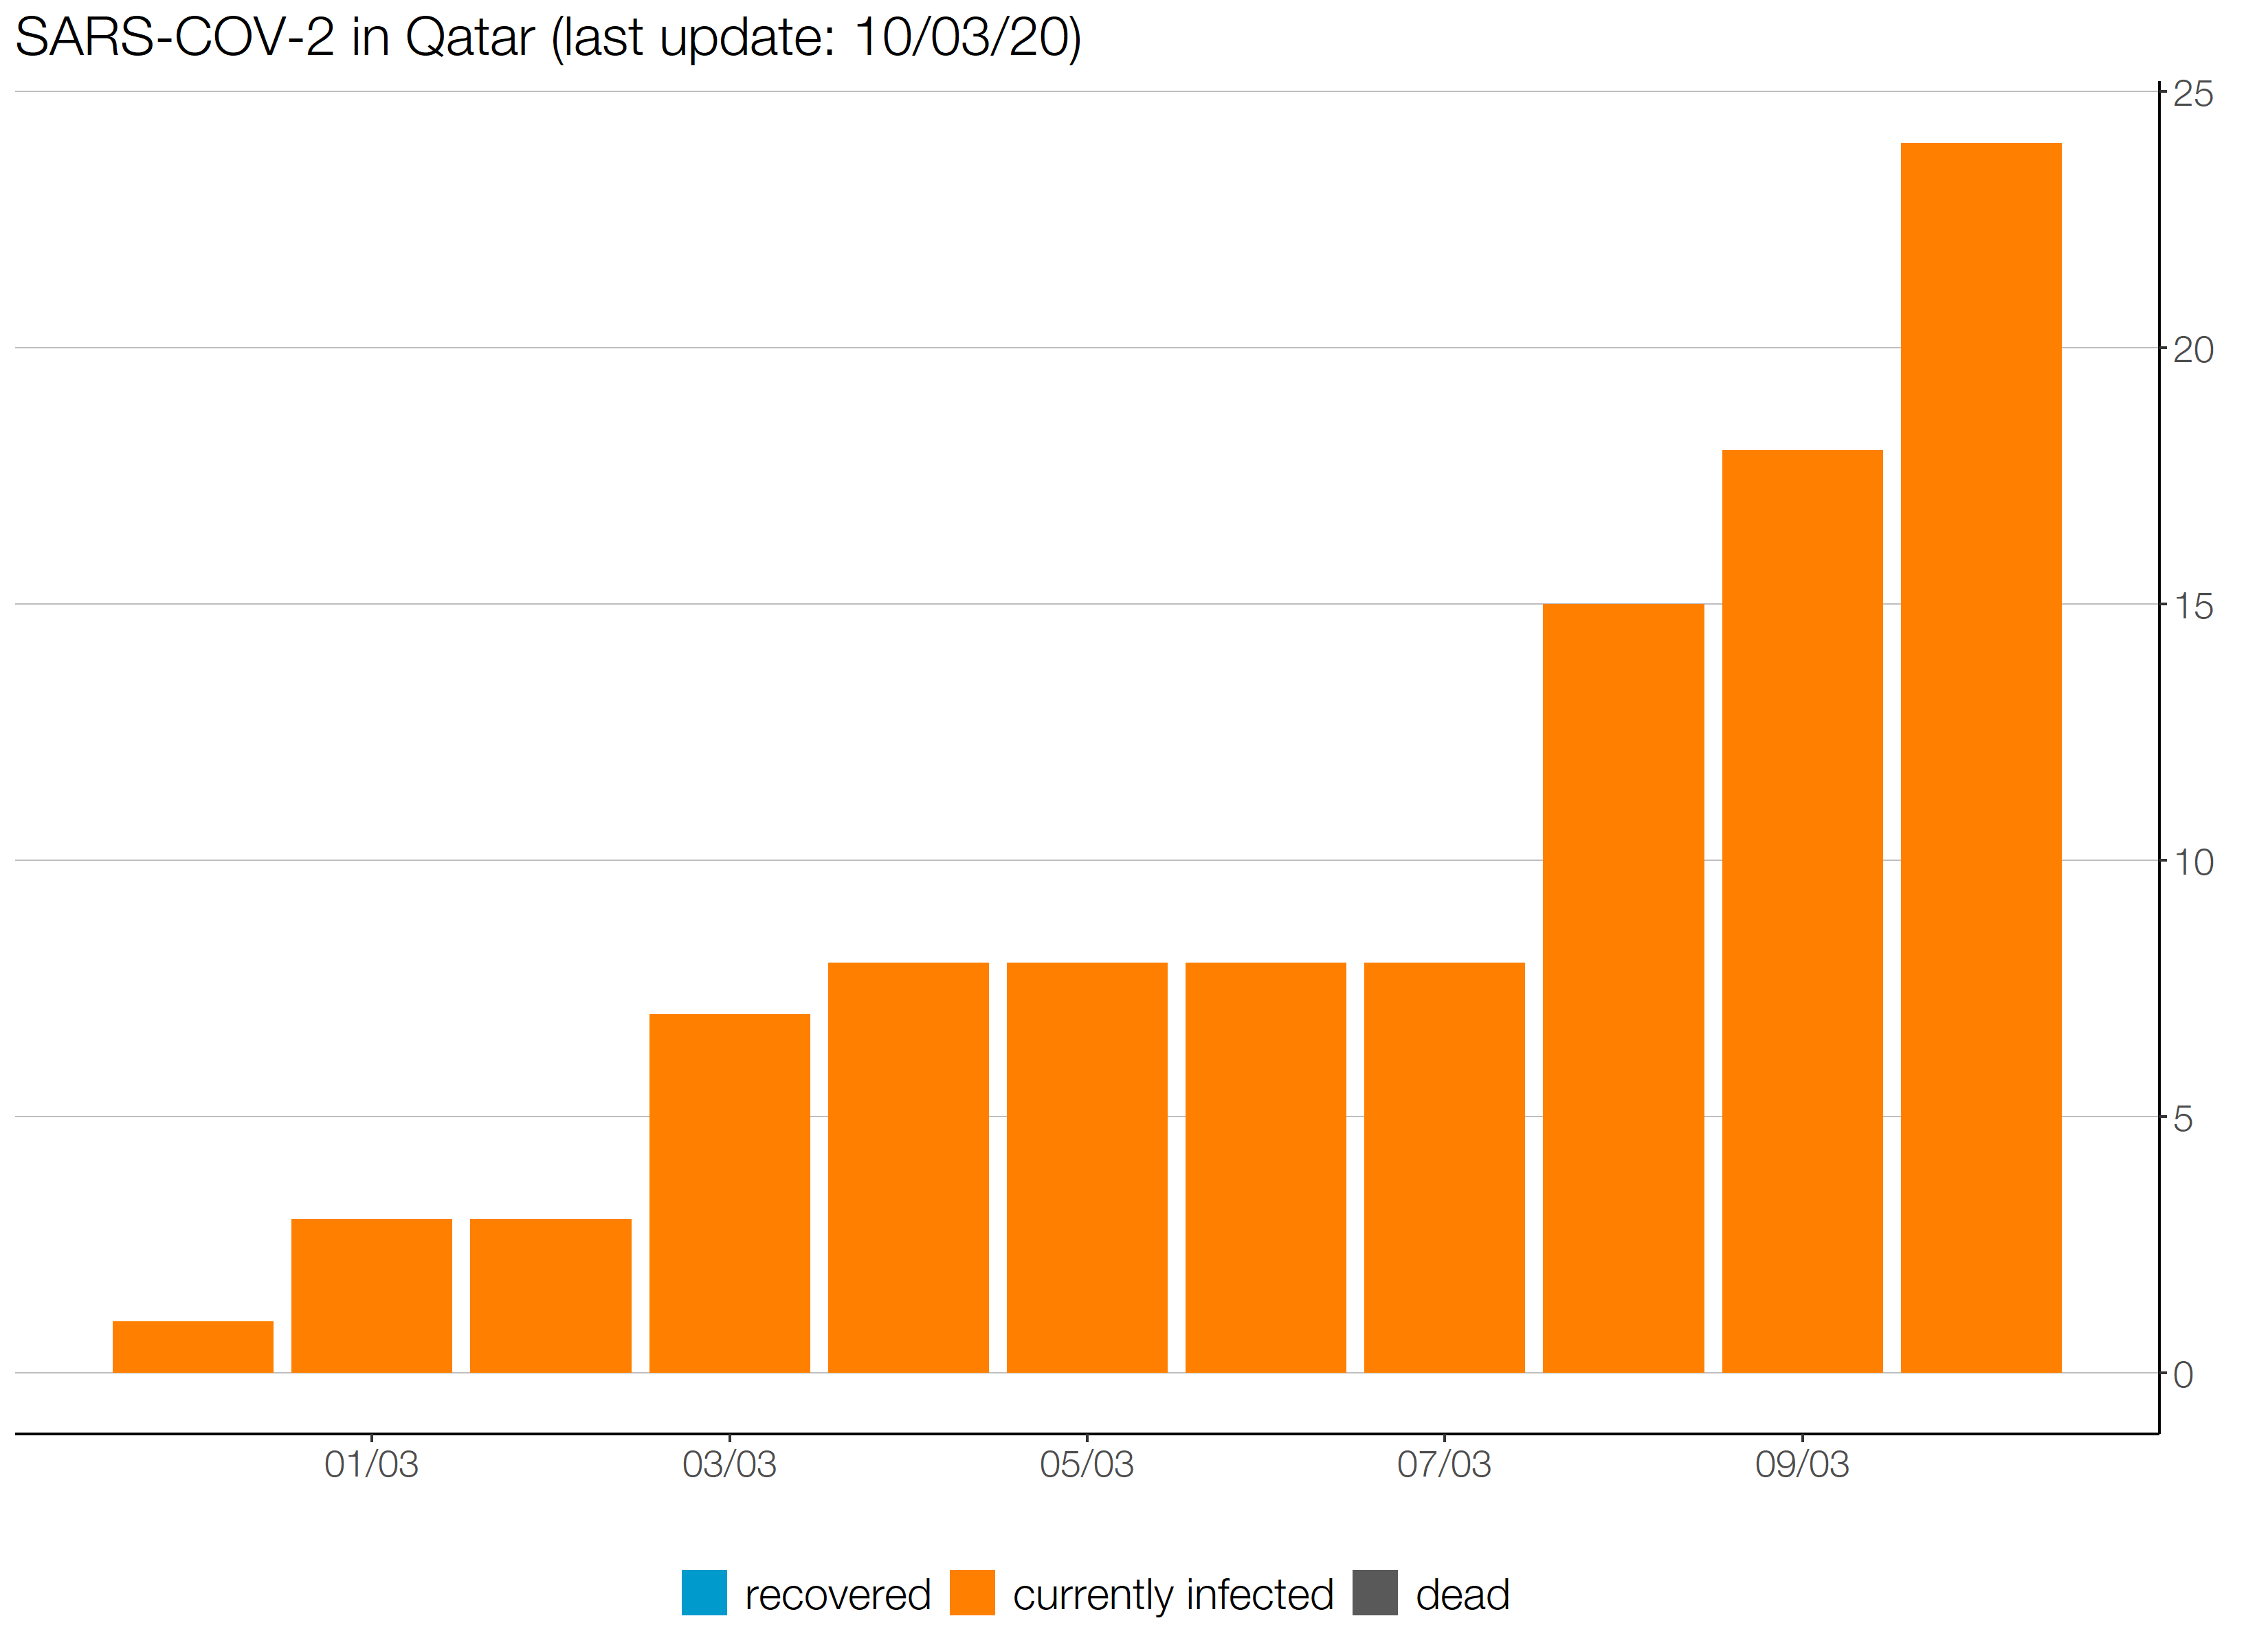 SARS-COV-2 in Qatar (last update: 10/03/20)
25
20
15
10
5
0
01/03 03/03 05/03 07/03 09/03
recovered currently infected dead